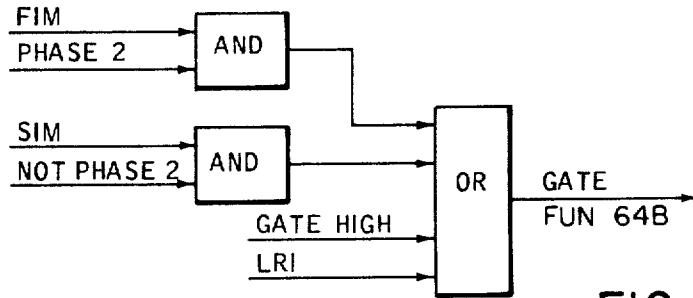 FIM
PHASE 2
AND
SIM
NOT PHASE 2
AND
OR
GATE HIGH
LRI
GATE
FUN 64B